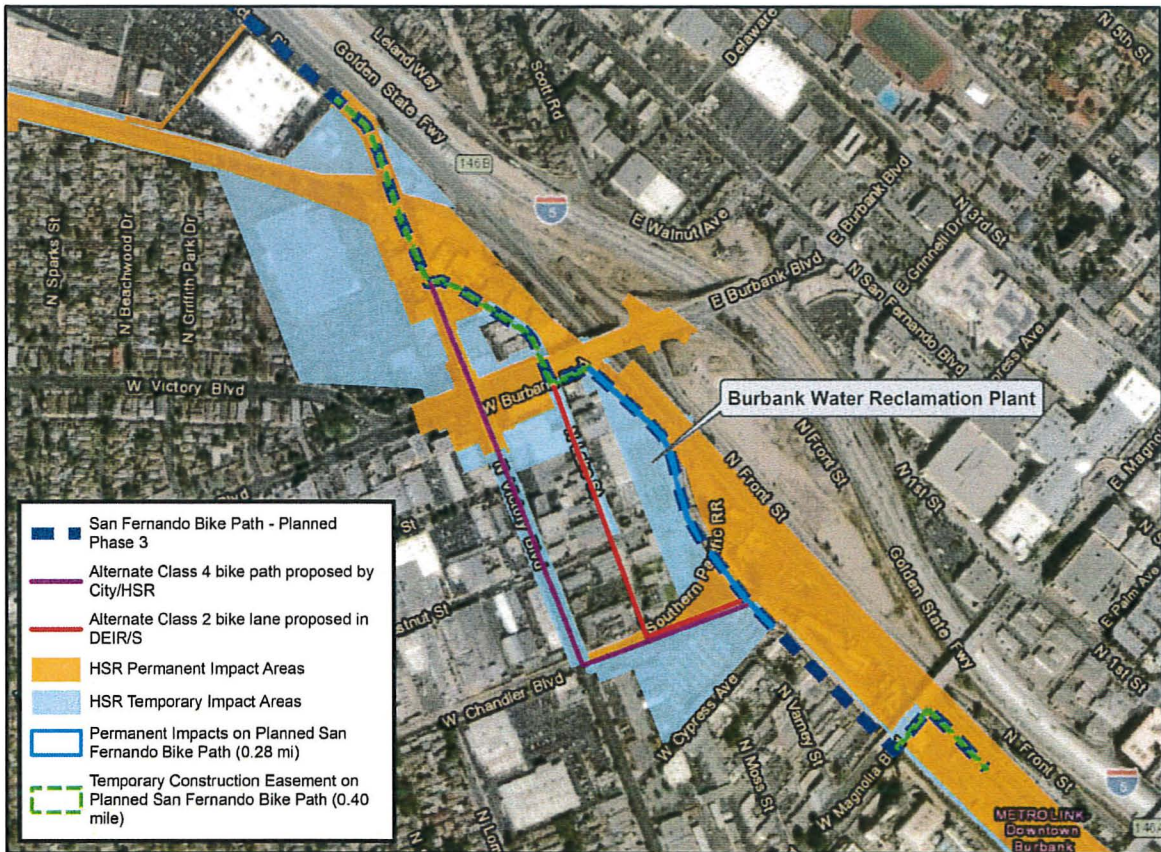 Leland Way
Golden State Fwy
Scott Rd
Delaware
N 5th St
146B
5
E Walnut Ave
E Burbank Blvd
N 3rd St
E Grinnell Dr
N San Fernando Blvd
E Burbank Blvd
N Sparks St
N Beachwood Dr
N Griffith Park Dr
W Victory Blvd
W Burbank
Burbank Water Reclamation Plant
E Magnol
N Front St
N Front St
N 1st St
N Victory Blvd
Southern Pacific RR
Golden State Fwy
E Palm Ave
N 1st St
W Chandler Blvd
W Cypress Ave
N Varney St
N Moss St
W Magnolia B
N Front St
5
METROLINK
Downtown
Burbank
San Fernando Bike Path - Planned
Phase 3
Alternate Class 4 bike path proposed by
City/HSR
Alternate Class 2 bike lane proposed in
DEIR/S
HSR Permanent Impact Areas
HSR Temporary Impact Areas
Permanent Impacts on Planned San
Fernando Bike Path (0.28 mi)
Temporary Construction Easement on
Planned San Fernando Bike Path (0.40
mile)